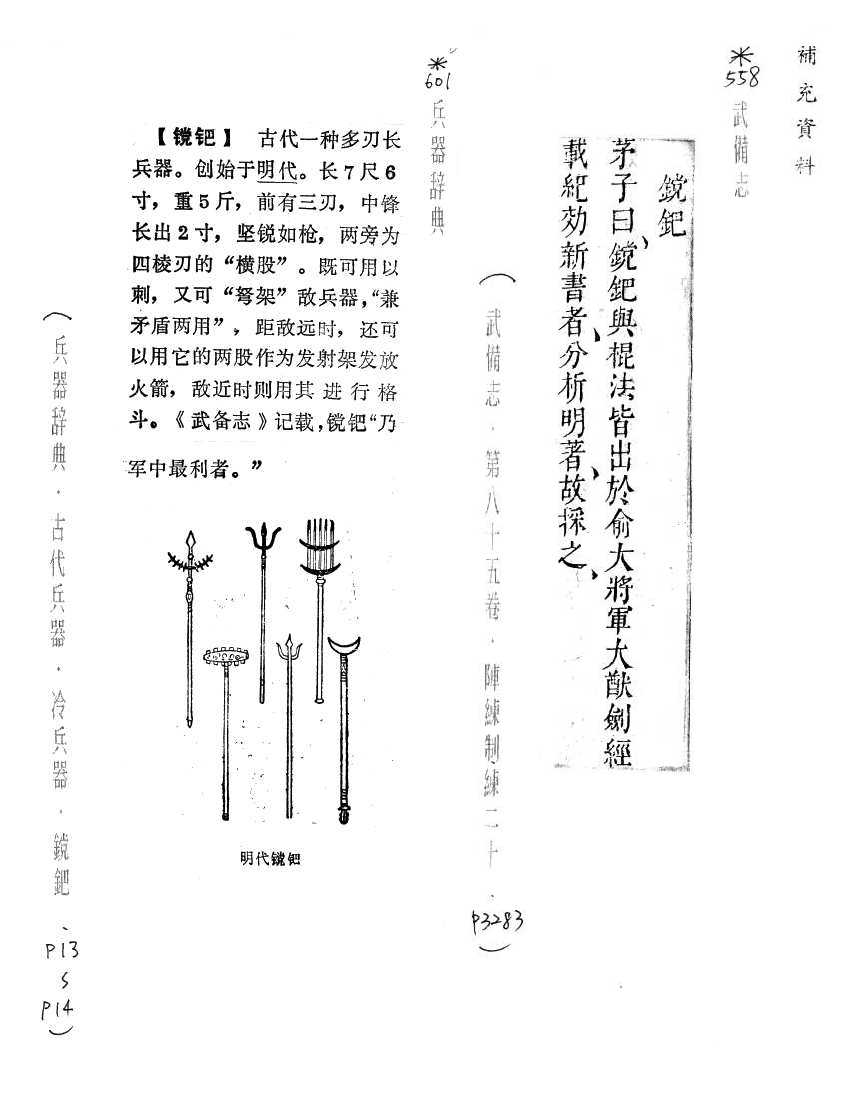 補充資料
※558 武備志
鎲鈀
茅子曰、鎲鈀與棍法皆出於俞大將軍大猷劍經
載紀効新書者、分析明著、故採之、
（武備志・第八十五卷・陣練制練二十・P3283）
※601 兵器辞典
【镋钯】 古代一种多刃长
兵器。创始于明代。长7尺6
寸，重5斤，前有三刃，中锋
长出2寸，坚锐如枪，两旁为
四棱刃的“横股”。既可用以
刺，又可“弩架”敌兵器，“兼
矛盾两用”，距敌远时，还可
以用它的两股作为发射架发放
火箭，敌近时则用其进行格
斗。《武备志》记载，镋钯“乃
军中最利者。”
明代镋钯
（兵器辞典・古代兵器・冷兵器・鎲鈀・P13 S P14）